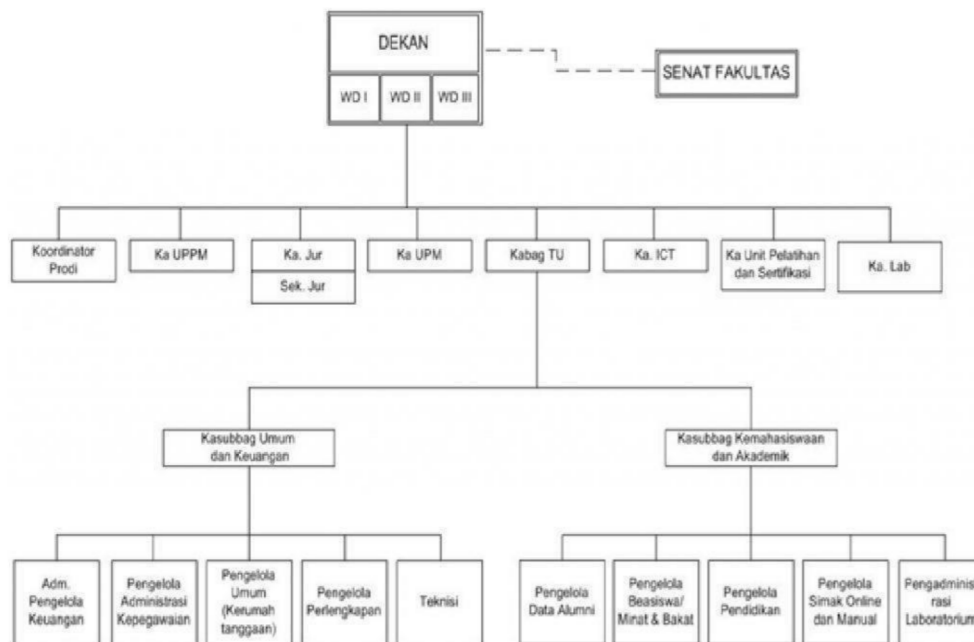 DEKAN
SENAT FAKULTAS
WD I
WD II
WD III
Koordinator
Prodi
Ka UPPM
Ka. Jur
Sek. Jur
Ka UPM
Kabag TU
Ka. ICT
Ka Unit Pelatihan
dan Sertifikasi
Ka. Lab
Kasubbag Umum
dan Keuangan
Kasubbag Kemahasiswaan
dan Akademik
Adm.
Pengelola
Keuangan
Pengelola
Administrasi
Kepegawaian
Pengelola
Umum
(Kerumah
tanggaan)
Pengelola
Perlengkapan
Teknisi
Pengelola
Data Alumni
Pengelola
Beasiswa/
Minat & Bakat
Pengelola
Pendidikan
Pengelola
Simak Online
dan Manual
Pengadminist
rasi
Laboratorium